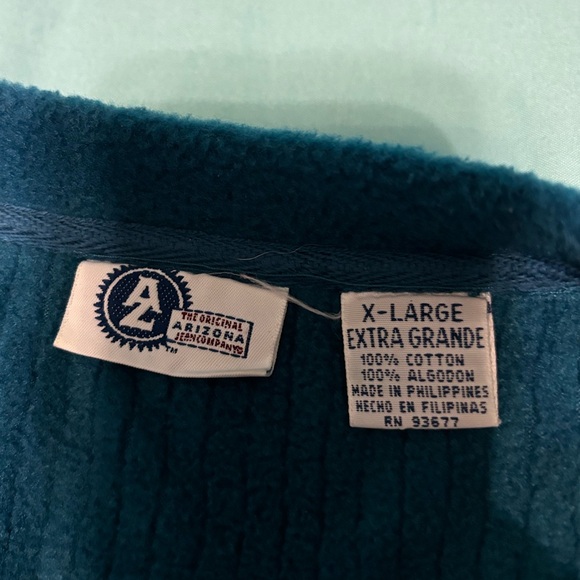 AZ
THE ORIGINAL
ARIZONA
JEAN COMPANY®
TM
X-LARGE
EXTRA GRANDE
100% COTTON
100% ALGODON
MADE IN PHILIPPINES
HECHO EN FILIPINAS
RN 93677